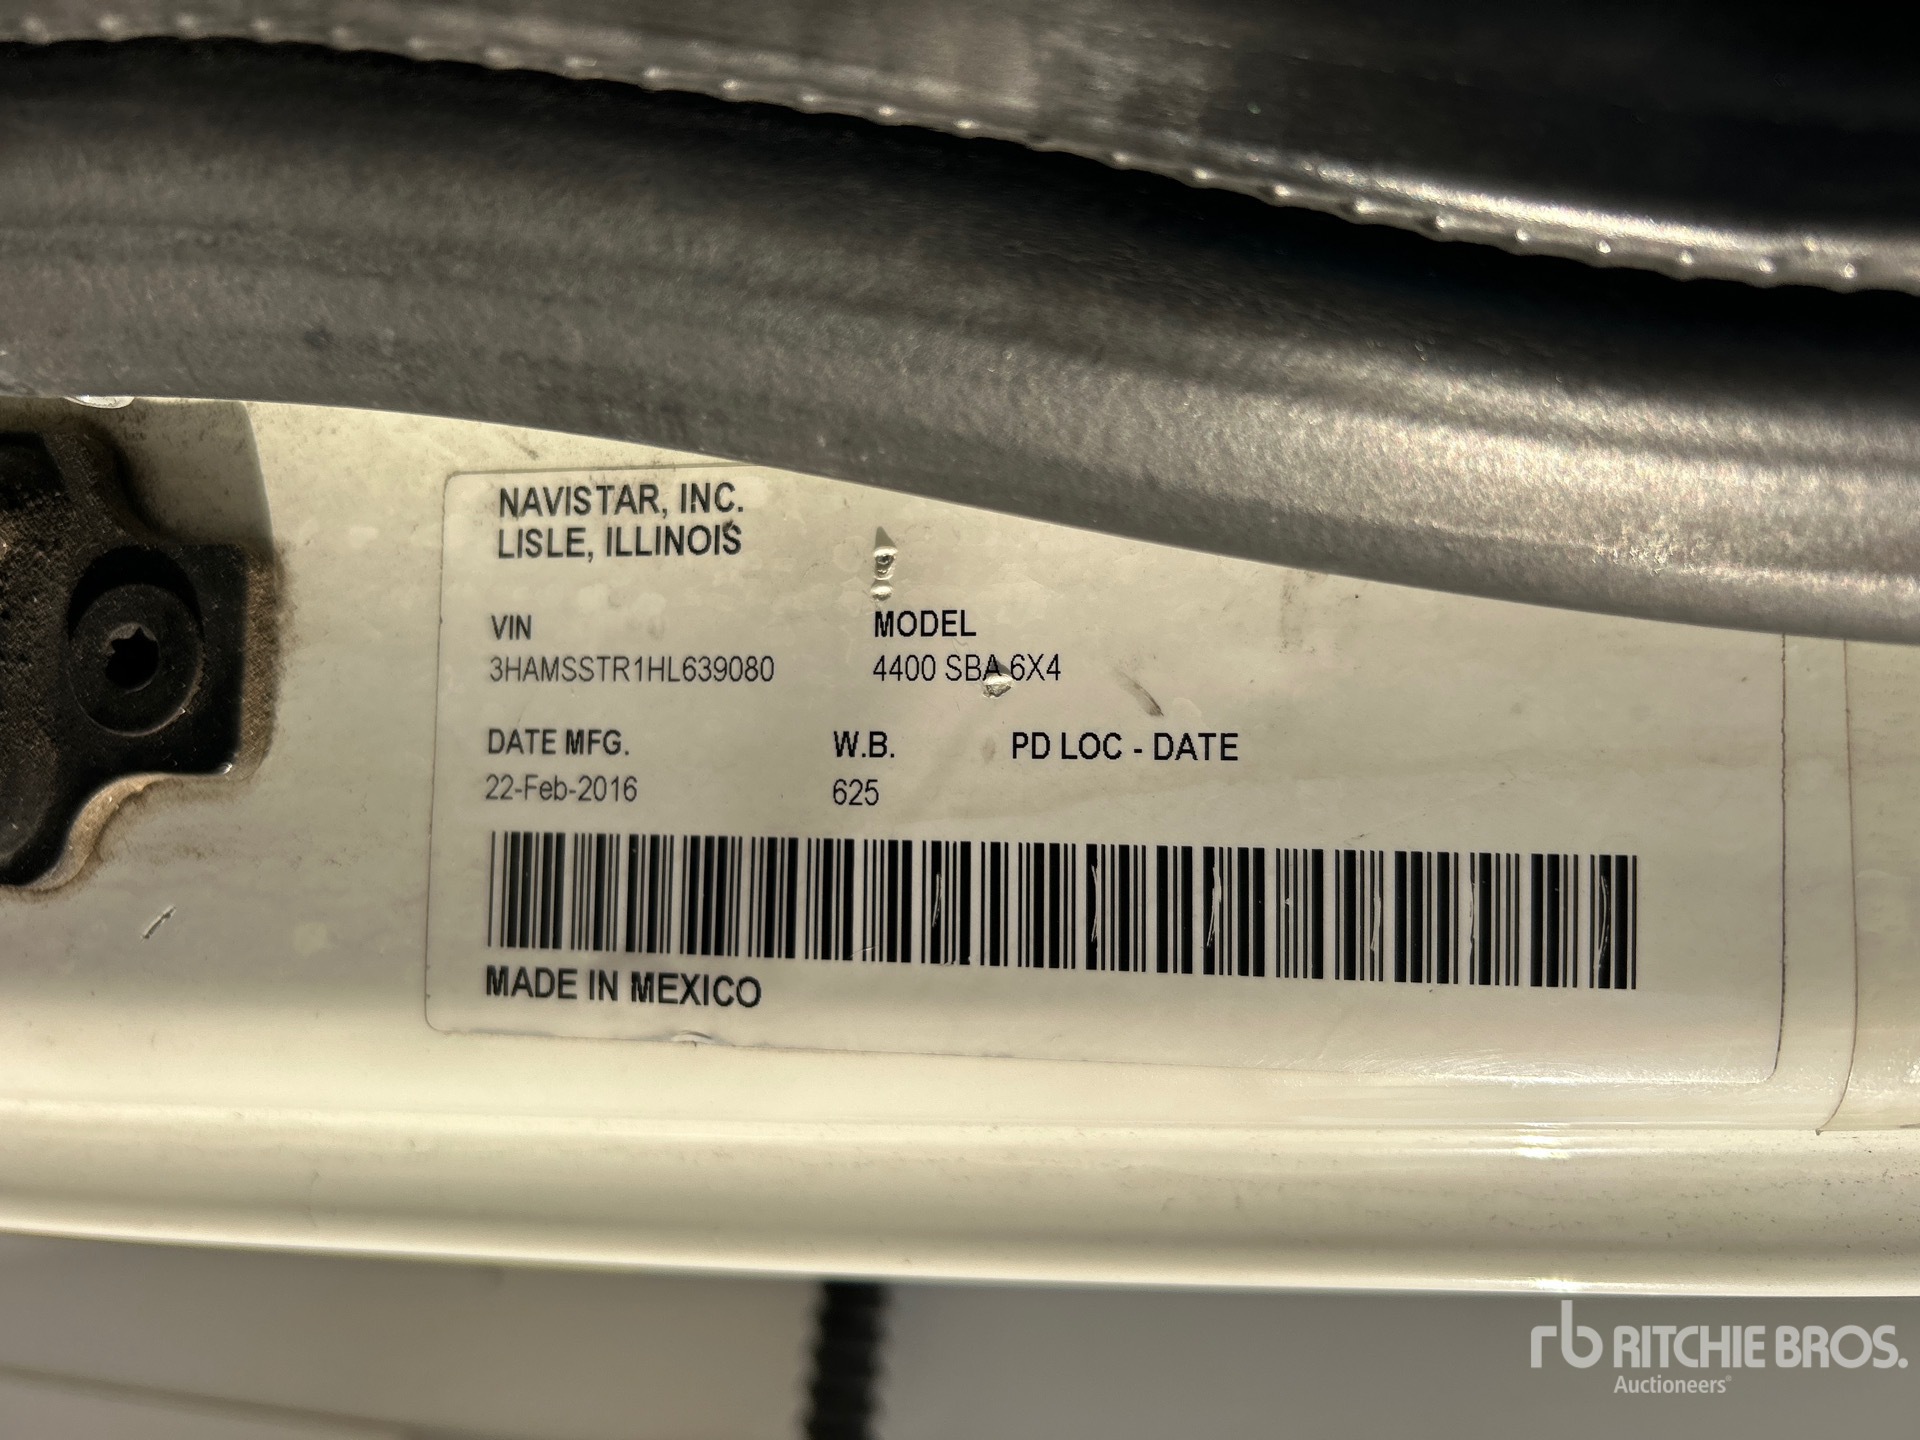 NAVISTAR, INC.
LISLE, ILLINOIS
VIN MODEL
3HAMSSTR1HL639080 4400 SBA 6X4
DATE MFG. W.B. PD LOC - DATE
22-Feb-2016 625
MADE IN MEXICO
rb RITCHIE BROS.
Auctioneers®